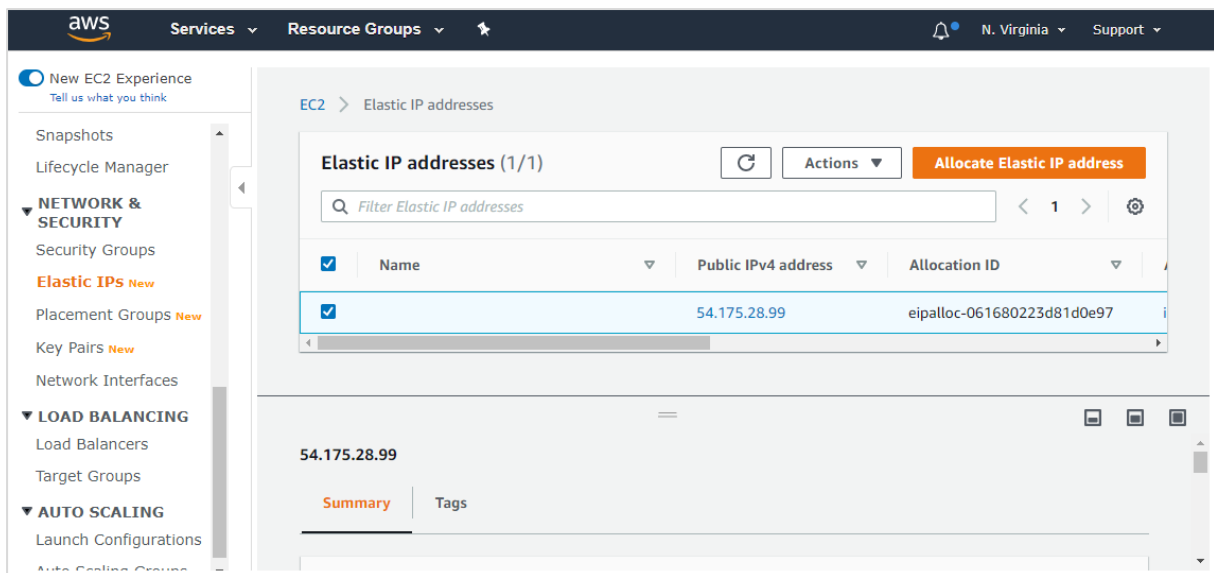 aws Services Resource Groups N. Virginia Support
New EC2 Experience
Tell us what you think
Snapshots
Lifecycle Manager
NETWORK &
SECURITY
Security Groups
Elastic IPs New
Placement Groups New
Key Pairs New
Network Interfaces
LOAD BALANCING
Load Balancers
Target Groups
AUTO SCALING
Launch Configurations
Auto Scaling Groups
EC2 > Elastic IP addresses
Elastic IP addresses (1/1) Actions Allocate Elastic IP address
Filter Elastic IP addresses < 1 >
Name Public IPv4 address Allocation ID
54.175.28.99 eipalloc-061680223d81d0e97
54.175.28.99
Summary Tags